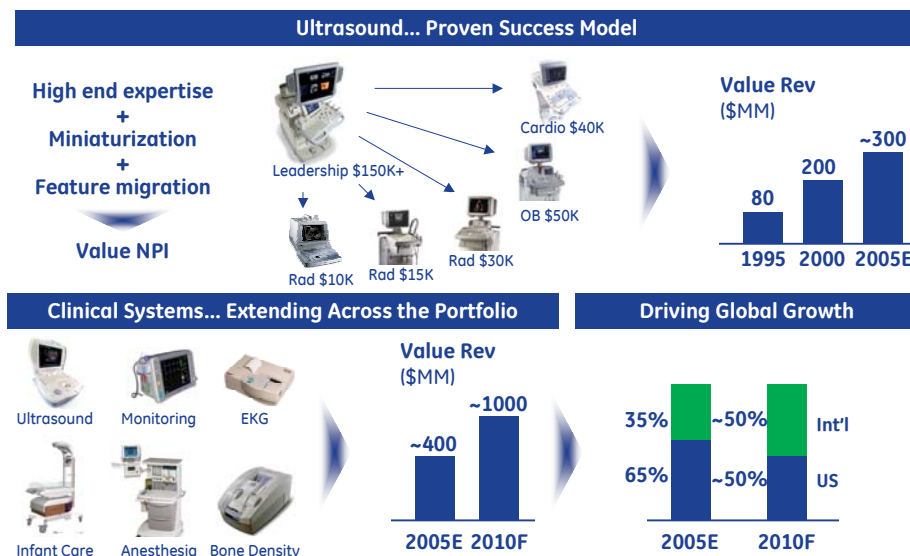 Ultrasound... Proven Success Model
High end expertise
+
Miniaturization
+
Feature migration
Value NPI
Leadership $150K+
Cardio $40K
OB $50K
Rad $10K
Rad $15K
Rad $30K
Value Rev
($MM)
80
200
~300
1995 2000 2005E
Clinical Systems... Extending Across the Portfolio
Ultrasound
Monitoring
EKG
Infant Care
Anesthesia
Bone Density
Value Rev
($MM)
~400
~1000
2005E 2010F
Driving Global Growth
35%
~50%
Int'l
65%
~50%
US
2005E
2010F